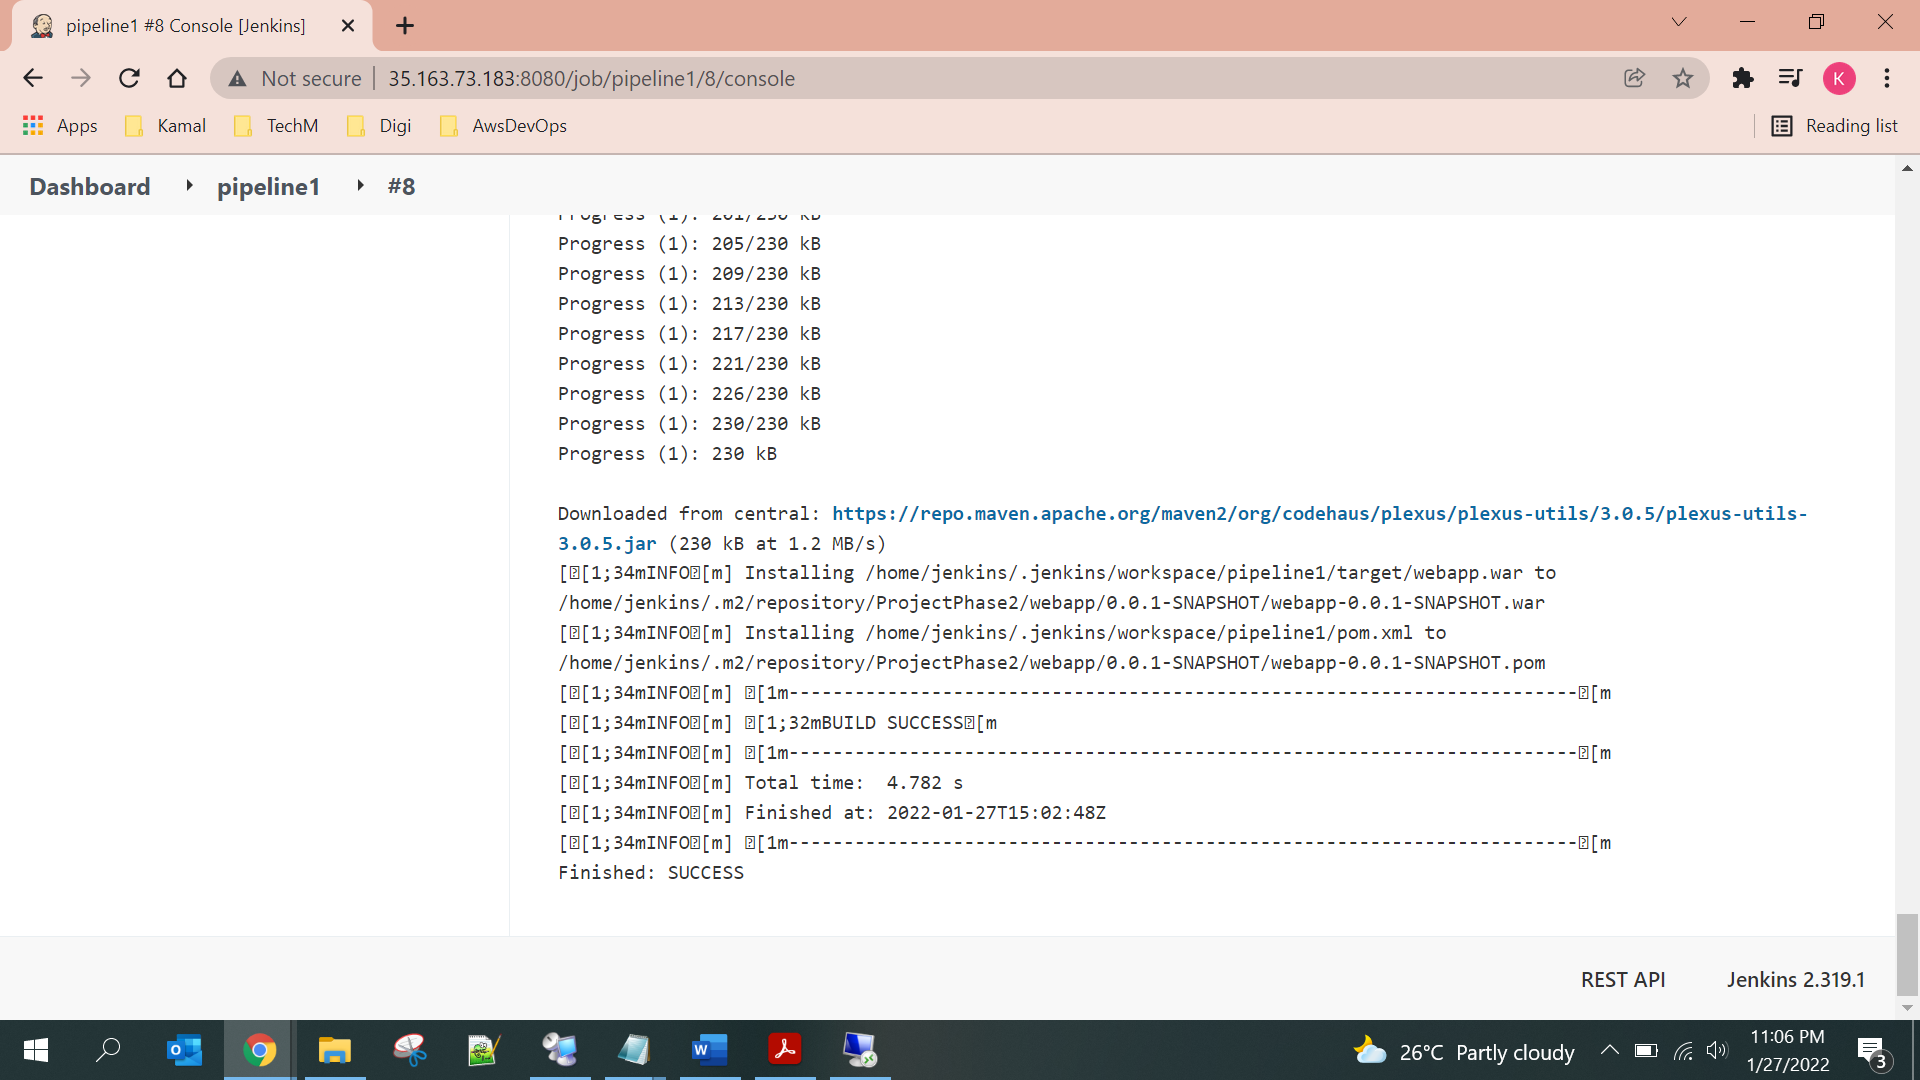 pipeline1 #8 Console [Jenkins]
Not secure
35.163.73.183:8080/job/pipeline1/8/console
K
Apps
Kamal
TechM
Digi
AwsDevOps
Reading list
Dashboard
pipeline1
#8
Progress (1): 201/230 kB
Progress (1): 205/230 kB
Progress (1): 209/230 kB
Progress (1): 213/230 kB
Progress (1): 217/230 kB
Progress (1): 221/230 kB
Progress (1): 226/230 kB
Progress (1): 230/230 kB
Progress (1): 230 kB
Downloaded from central: https://repo.maven.apache.org/maven2/org/codehaus/plexus/plexus-utils/3.0.5/plexus-utils-
3.0.5.jar (230 kB at 1.2 MB/s)
[�[1;34mINFO�[m] Installing /home/jenkins/.jenkins/workspace/pipeline1/target/webapp.war to
/home/jenkins/.m2/repository/ProjectPhase2/webapp/0.0.1-SNAPSHOT/webapp-0.0.1-SNAPSHOT.war
[�[1;34mINFO�[m] Installing /home/jenkins/.jenkins/workspace/pipeline1/pom.xml to
/home/jenkins/.m2/repository/ProjectPhase2/webapp/0.0.1-SNAPSHOT/webapp-0.0.1-SNAPSHOT.pom
[�[1;34mINFO�[m] �[1m------------------------------------------------------------------------�[m
[�[1;34mINFO�[m] �[1;32mBUILD SUCCESS�[m
[�[1;34mINFO�[m] �[1m------------------------------------------------------------------------�[m
[�[1;34mINFO�[m] Total time:  4.782 s
[�[1;34mINFO�[m] Finished at: 2022-01-27T15:02:48Z
[�[1;34mINFO�[m] �[1m------------------------------------------------------------------------�[m
Finished: SUCCESS
REST API
Jenkins 2.319.1
26°C Partly cloudy
11:06 PM
1/27/2022
3